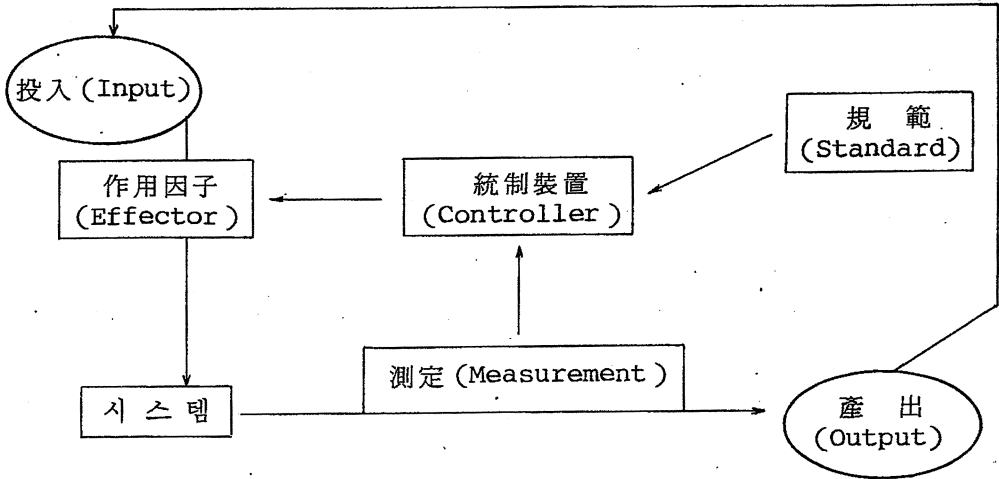 投入(Input)
規 範
(Standard)
作用因子
(Effector)
統制裝置
(Controller)
測定(Measurement)
시 스 템
產 出
(Output)